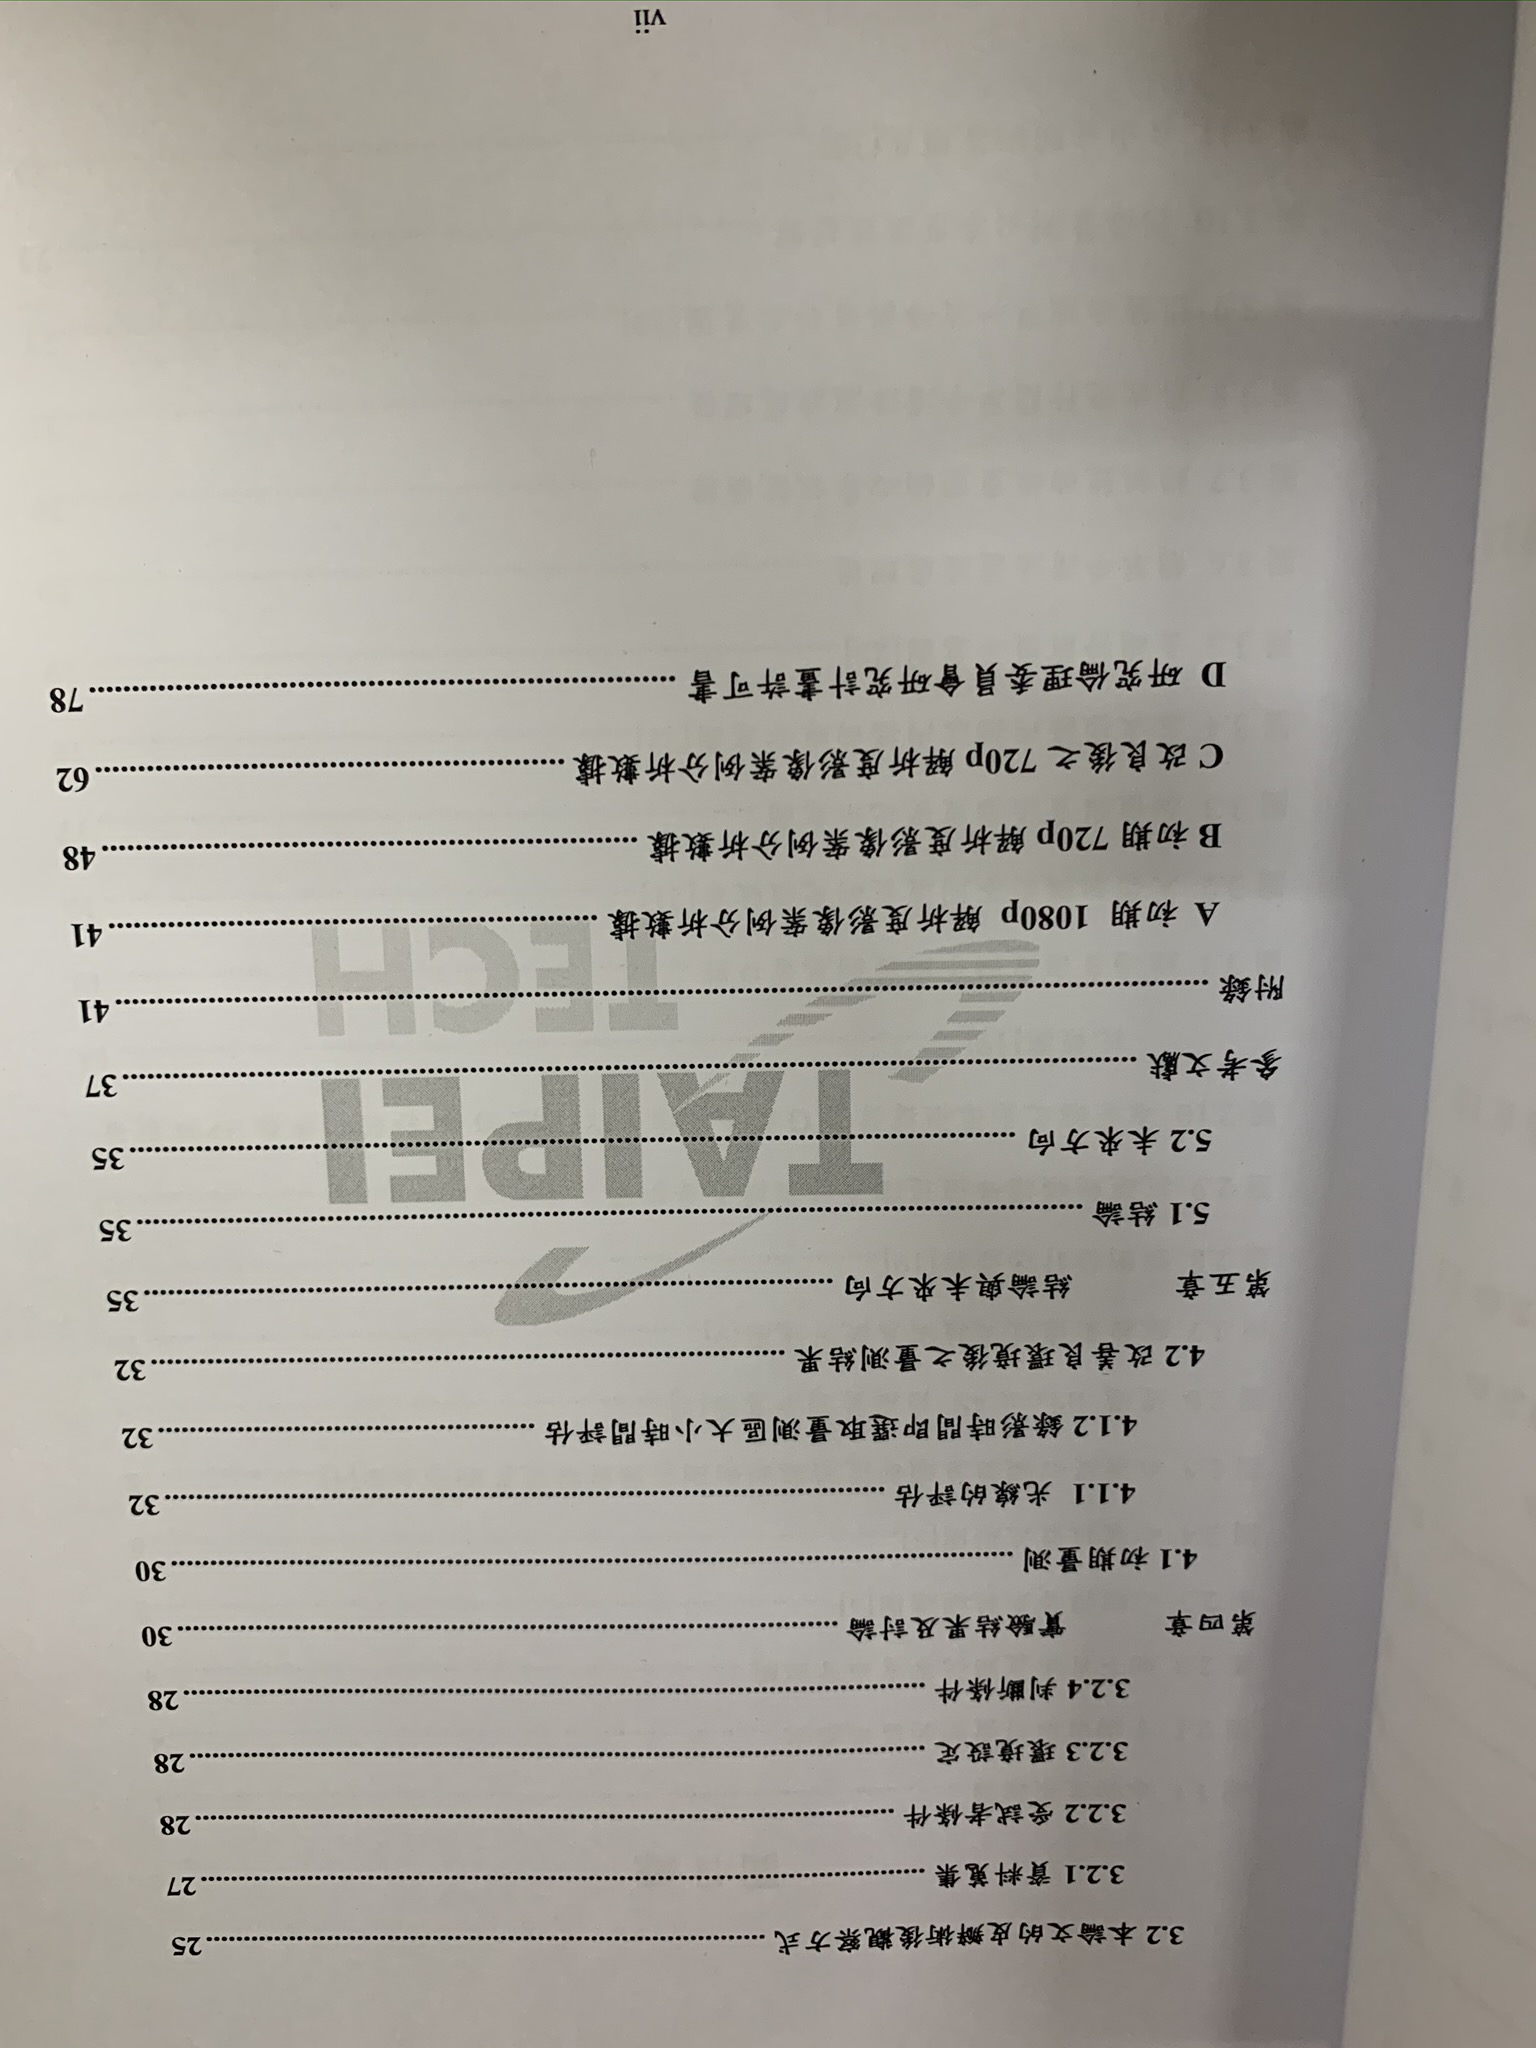 3.2 本論文的皮瓣術後觀察方式 25
3.2.1 資料蒐集 27
3.2.2 受試者條件 28
3.2.3 環境設定 28
3.2.4 判斷條件 28
第四章 實驗結果及討論 30
4.1 初期量測 30
4.1.1 光線的評估 32
4.1.2 錄影時間即選取量測區大小時間評估 32
4.2 改善良環境後之量測結果 32
第五章 結論與未來方向 35
5.1 結論 35
5.2 未來方向 35
參考文獻 37
附錄 41
A 初期 1080p 解析度影像案例分析數據 41
B 初期 720p 解析度影像案例分析數據 48
C 改良後之 720p 解析度影像案例分析數據 62
D 研究倫理委員會研究計畫許可書 78
TAIPEI
TECH
vii